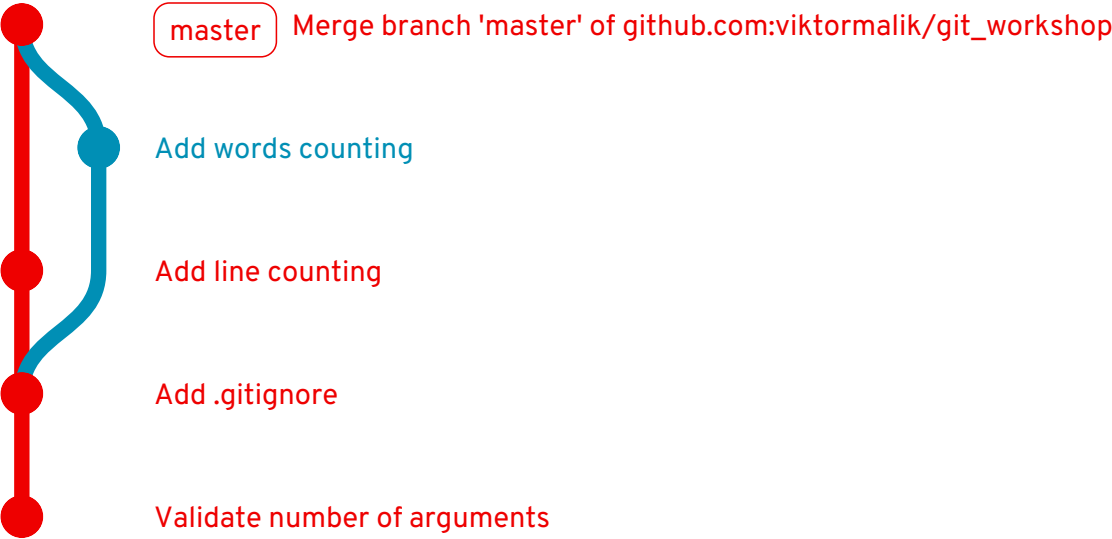 master Merge branch 'master' of github.com:viktormalik/git_workshop
Add words counting
Add line counting
Add .gitignore
Validate number of arguments